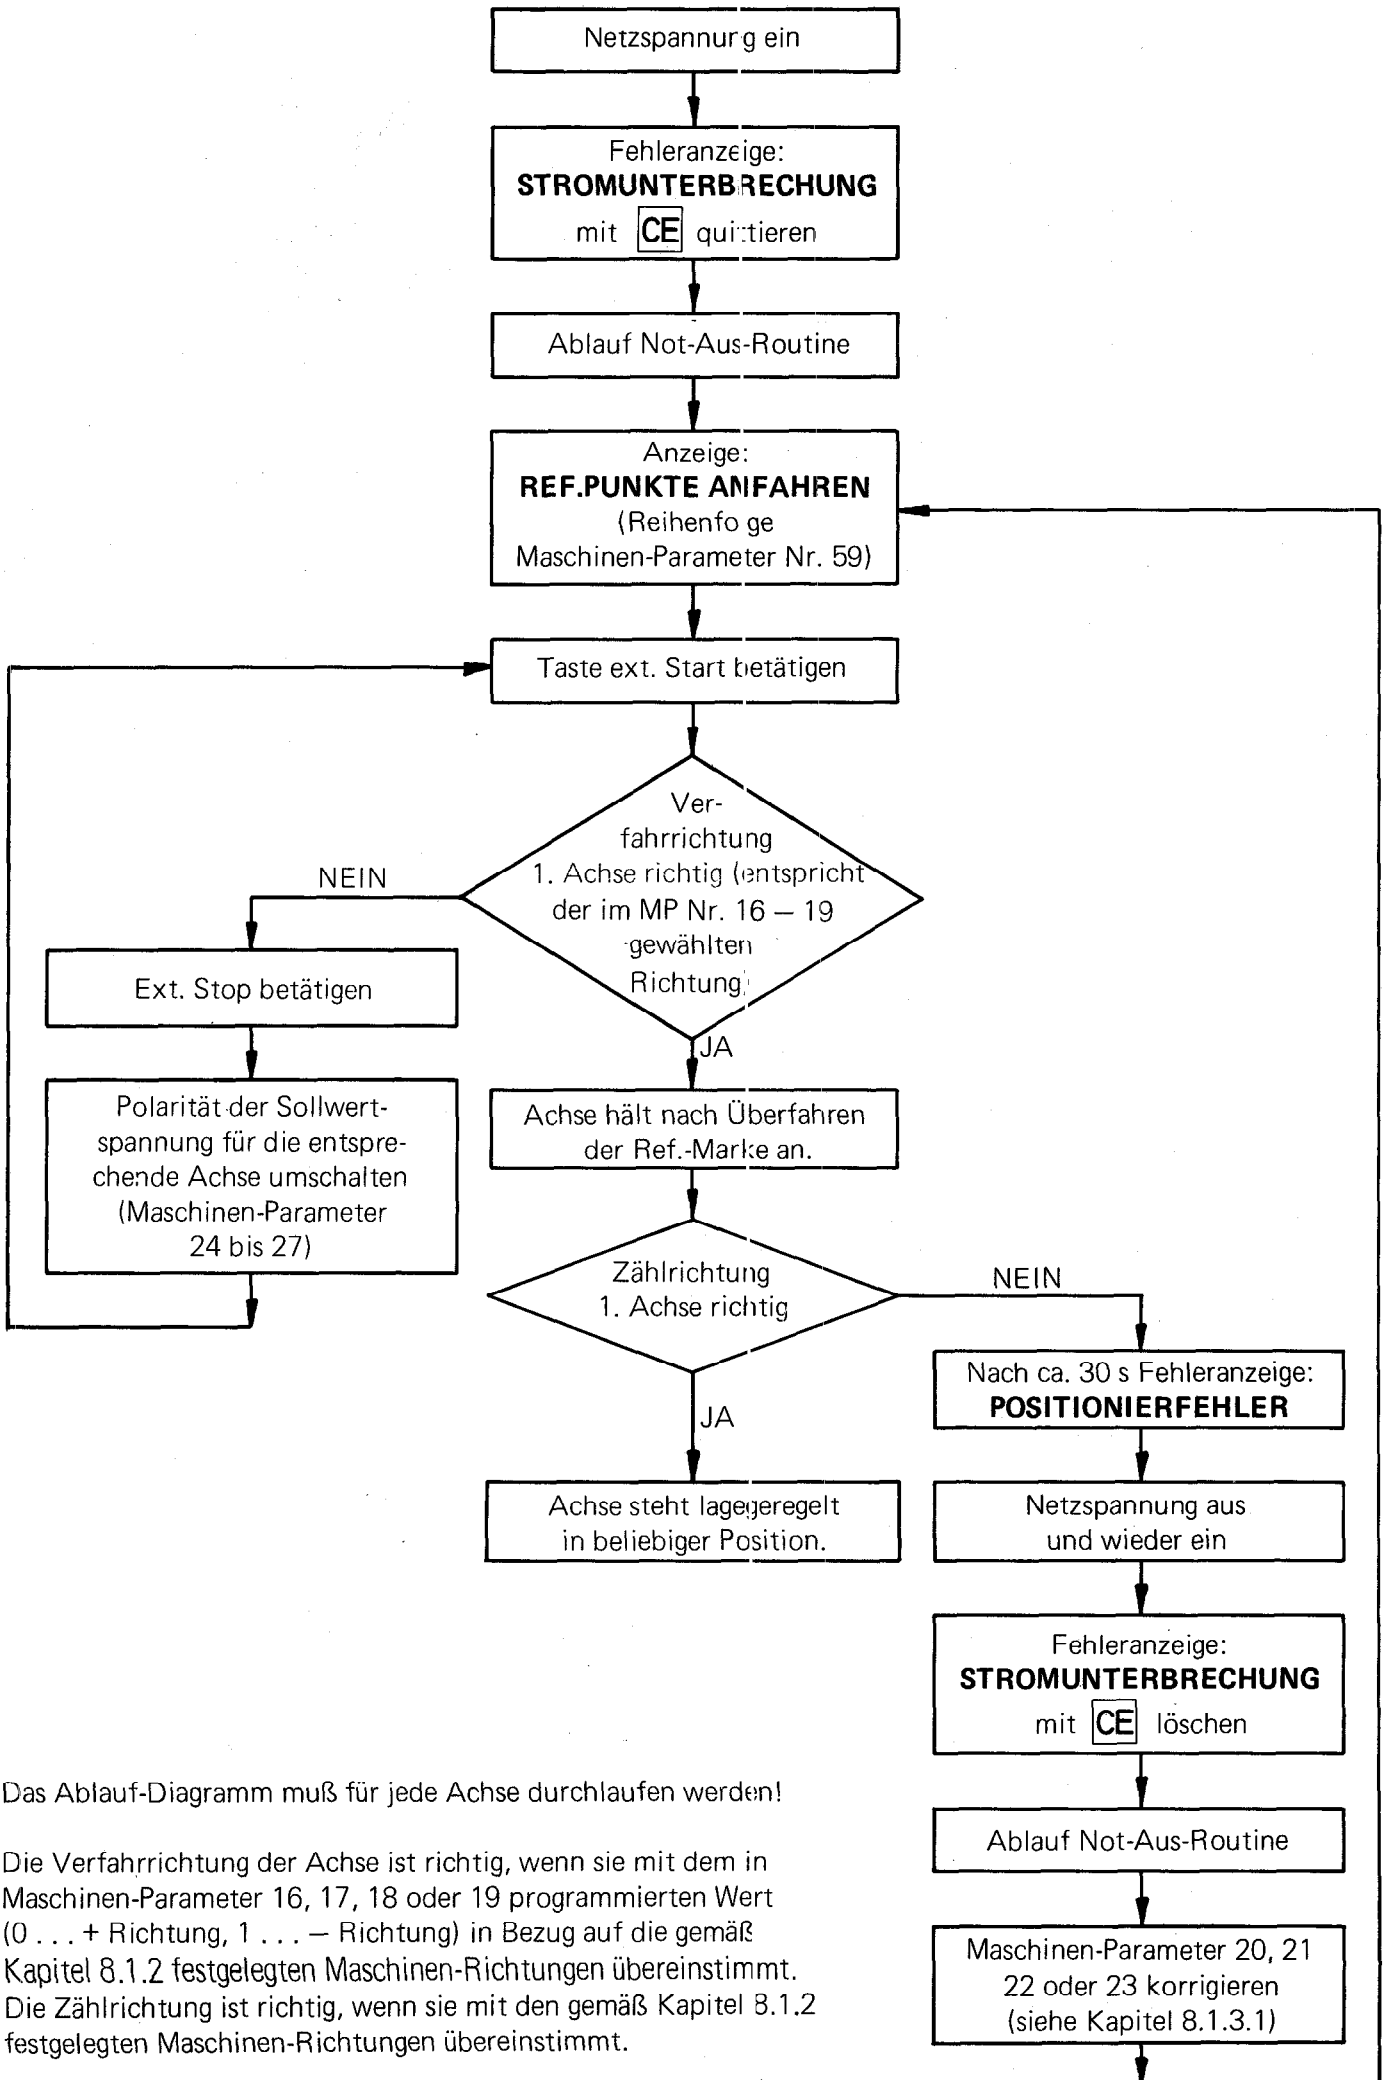 Netzspannung ein
Fehleranzeige:
STROMUNTERBRECHUNG
mit CE quittieren
Ablauf Not-Aus-Routine
Anzeige:
REF.PUNKTE ANFAHREN
(Reihenfolge
Maschinen-Parameter Nr. 59)
Taste ext. Start betätigen
Ver-
fahrrichtung
1. Achse richtig (entspricht
der im MP Nr. 16 – 19
gewählten
Richtung)
NEIN
Ext. Stop betätigen
Polarität der Sollwert-
spannung für die entspre-
chende Achse umschalten
(Maschinen-Parameter
24 bis 27)
JA
Achse hält nach Überfahren
der Ref.-Marke an.
Zählrichtung
1. Achse richtig
NEIN
JA
Achse steht lagegeregelt
in beliebiger Position.
Nach ca. 30 s Fehleranzeige:
POSITIONIERFEHLER
Netzspannung aus
und wieder ein
Fehleranzeige:
STROMUNTERBRECHUNG
mit CE löschen
Ablauf Not-Aus-Routine
Maschinen-Parameter 20, 21
22 oder 23 korrigieren
(siehe Kapitel 8.1.3.1)
Das Ablauf-Diagramm muß für jede Achse durchlaufen werden!
Die Verfahrrichtung der Achse ist richtig, wenn sie mit dem in
Maschinen-Parameter 16, 17, 18 oder 19 programmierten Wert
(0 . . . + Richtung, 1 . . . – Richtung) in Bezug auf die gemäß
Kapitel 8.1.2 festgelegten Maschinen-Richtungen übereinstimmt.
Die Zählrichtung ist richtig, wenn sie mit den gemäß Kapitel 8.1.2
festgelegten Maschinen-Richtungen übereinstimmt.